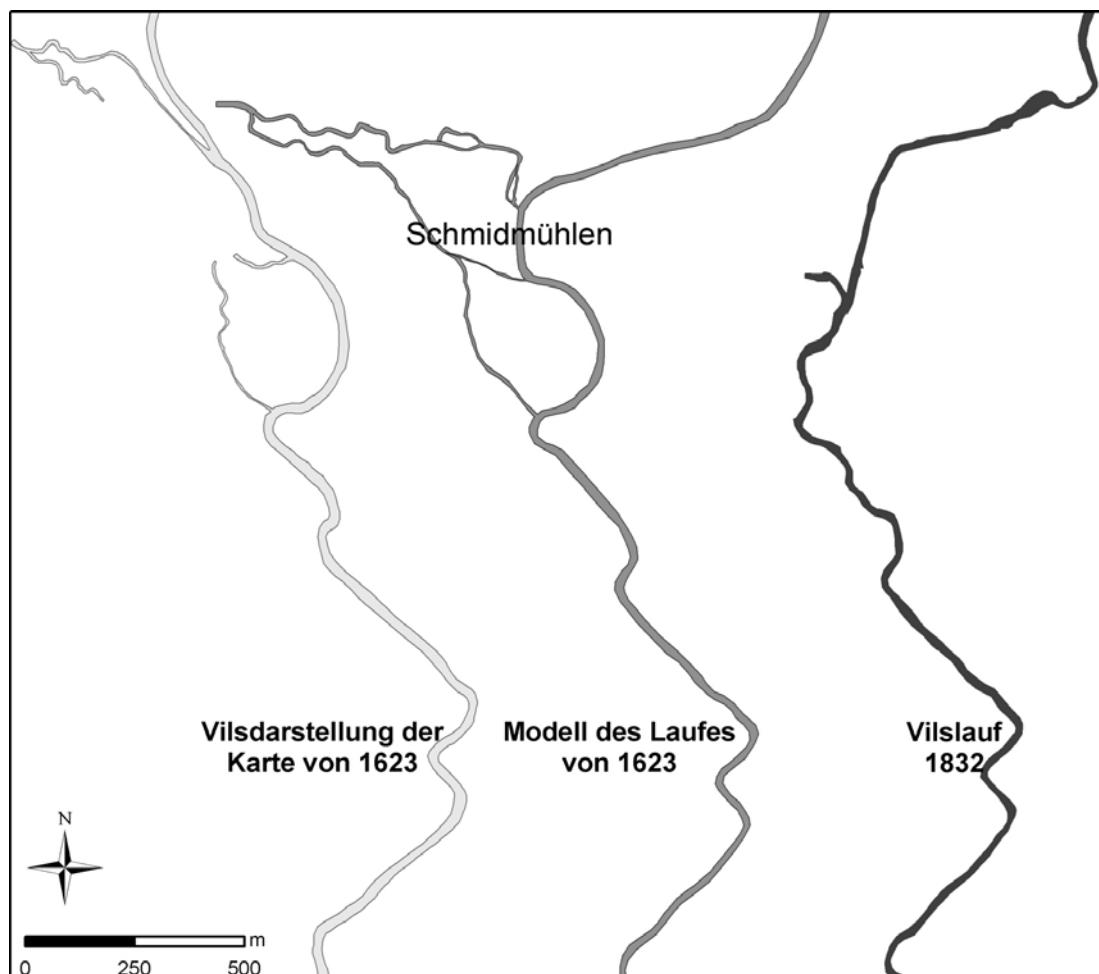 Schmidmühlen
Vilsdarstellung der
Karte von 1623
Modell des Laufes
von 1623
Vilslauf
1832
N
m
0 250 500